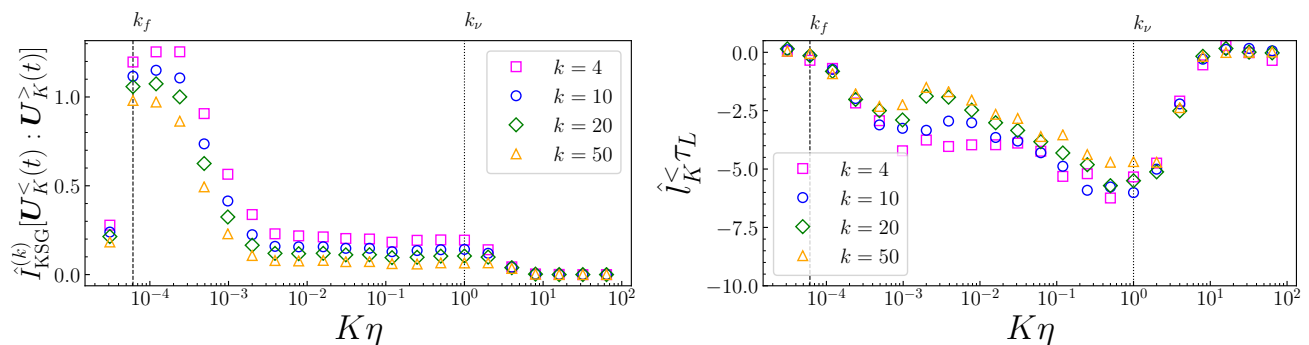 k_f
k_ν
1.0
0.5
0.0
Î_KSG^(k)[U_K^<(t) : U_K^>(t)]
k = 4
k = 10
k = 20
k = 50
10^−4 10^−3 10^−2 10^−1 10^0 10^1 10^2
Kη
k_f
k_ν
0.0
−2.5
−5.0
−7.5
−10.0
l̂_K^< τ_L
k = 4
k = 10
k = 20
k = 50
10^−4 10^−3 10^−2 10^−1 10^0 10^1 10^2
Kη